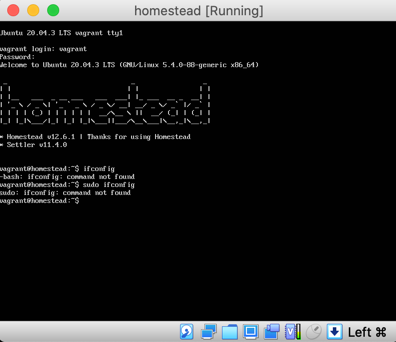 homestead [Running]
Ubuntu 20.04.3 LTS vagrant tty1
vagrant login: vagrant
Password:
Welcome to Ubuntu 20.04.3 LTS (GNU/Linux 5.4.0-88-generic x86_64)
homestead
* Homestead v12.6.1 | Thanks for using Homestead
* Settler v11.4.0
vagrant@homestead:~$ ifconfig
-bash: ifconfig: command not found
vagrant@homestead:~$ sudo ifconfig
sudo: ifconfig: command not found
vagrant@homestead:~$
Left ⌘